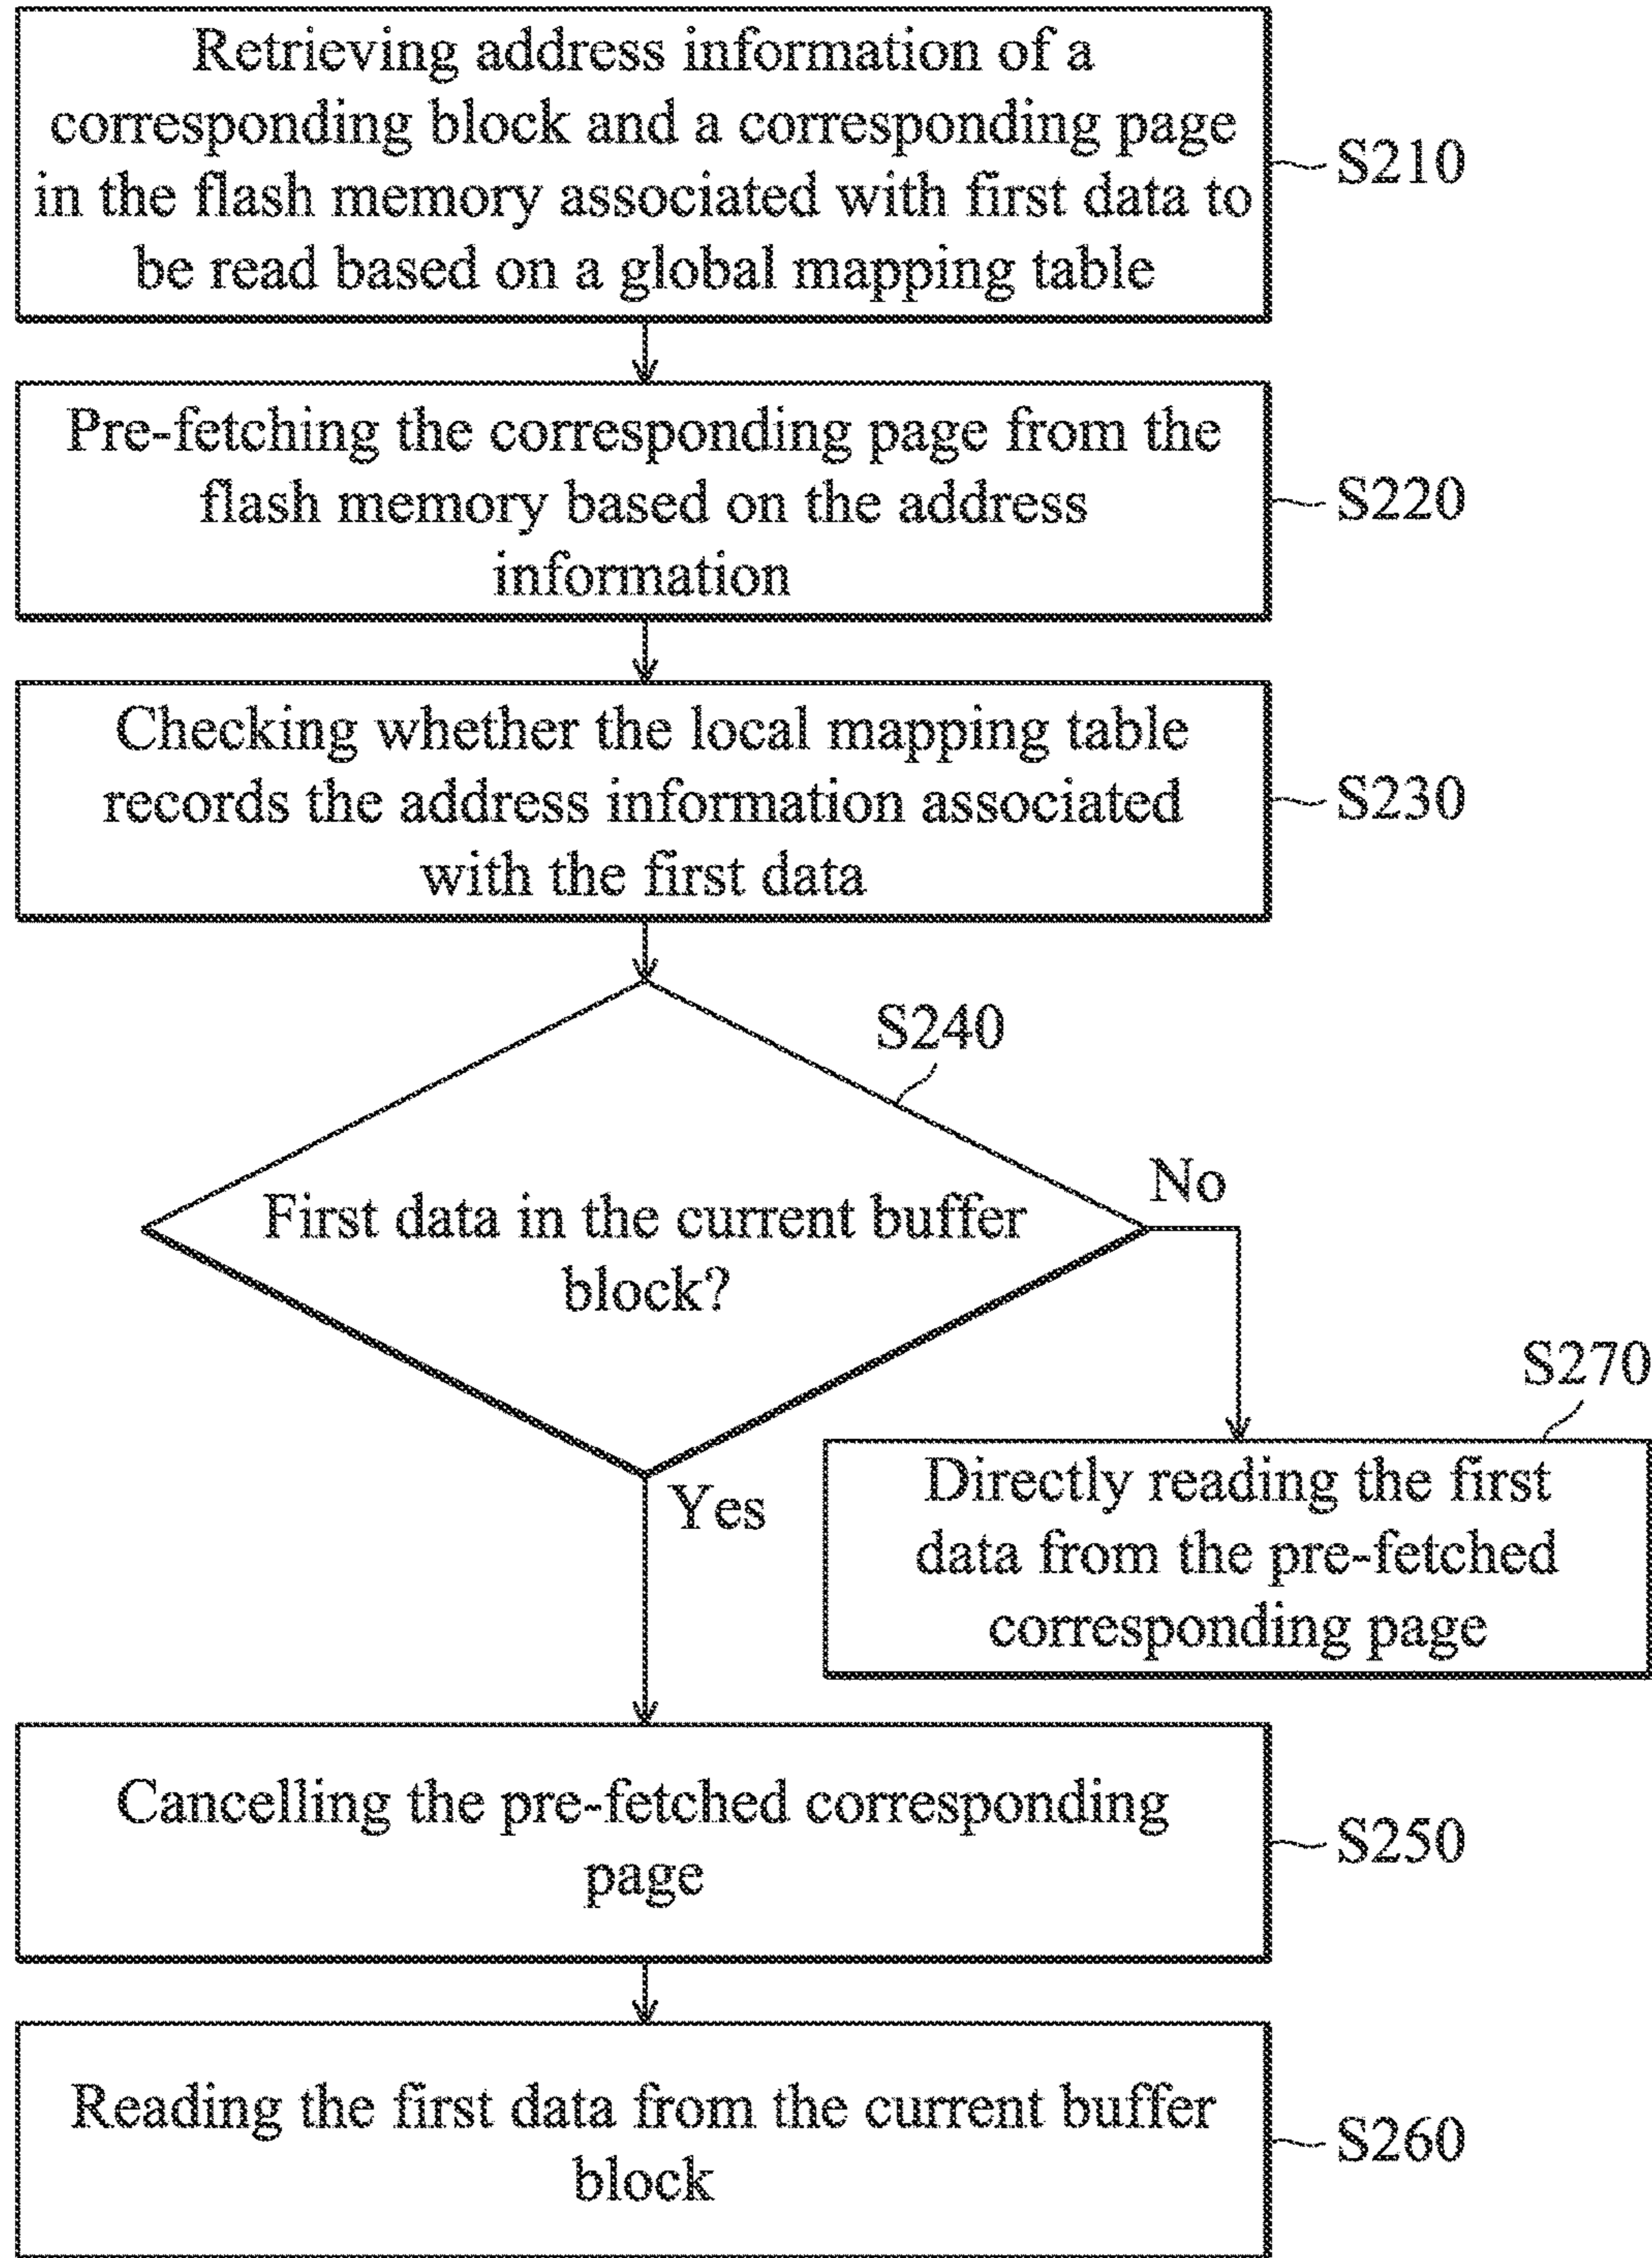 Retrieving address information of a
corresponding block and a corresponding page
in the flash memory associated with first data to
be read based on a global mapping table
S210
Pre-fetching the corresponding page from the
flash memory based on the address
information
S220
Checking whether the local mapping table
records the address information associated
with the first data
S230
S240
First data in the current buffer
block?
No
Yes
S270
Directly reading the first
data from the pre-fetched
corresponding page
Cancelling the pre-fetched corresponding
page
S250
Reading the first data from the current buffer
block
S260